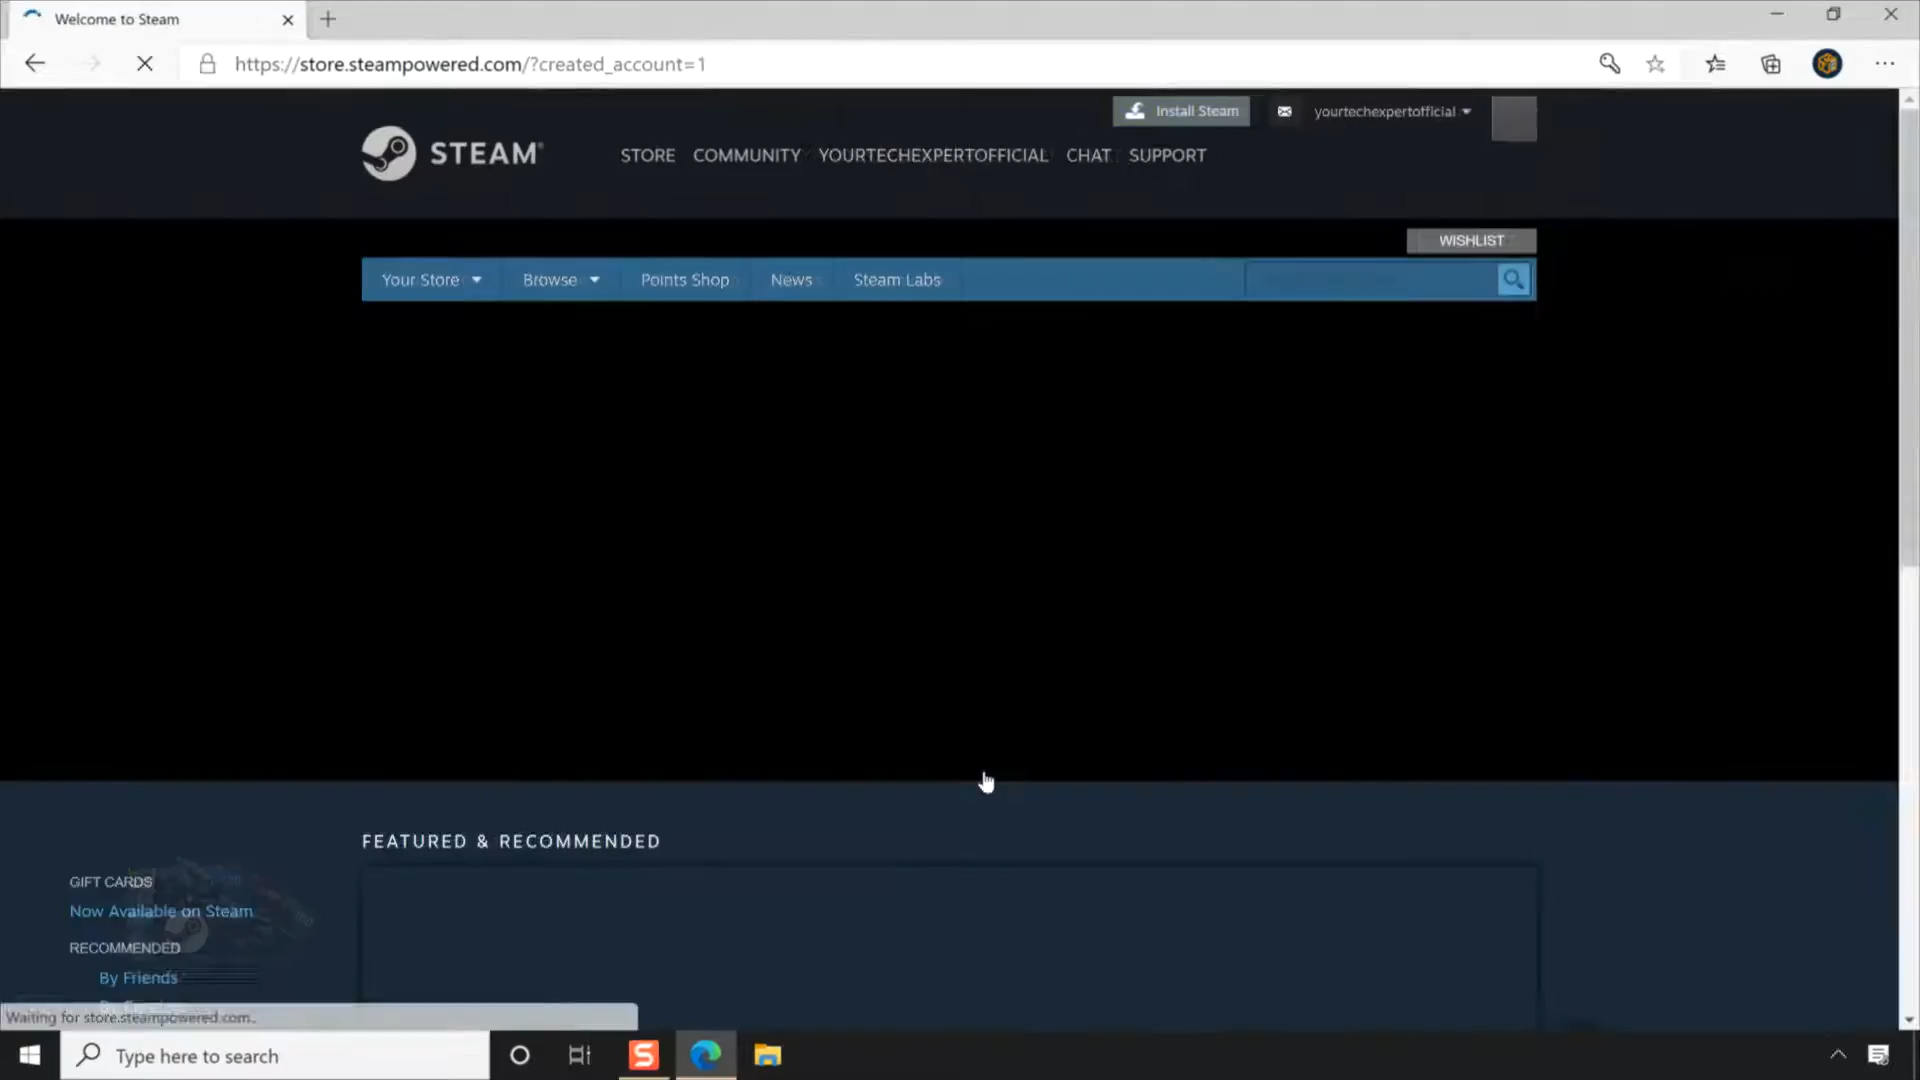 Welcome to Steam
https://store.steampowered.com/?created_account=1
Install Steam
yourtechexpertofficial
STEAM
STORE COMMUNITY YOURTECHEXPERTOFFICIAL CHAT SUPPORT
WISHLIST
Your Store Browse Points Shop News Steam Labs
FEATURED & RECOMMENDED
GIFT CARDS
Now Available on Steam
RECOMMENDED
By Friends
Waiting for store.steampowered.com...
Type here to search